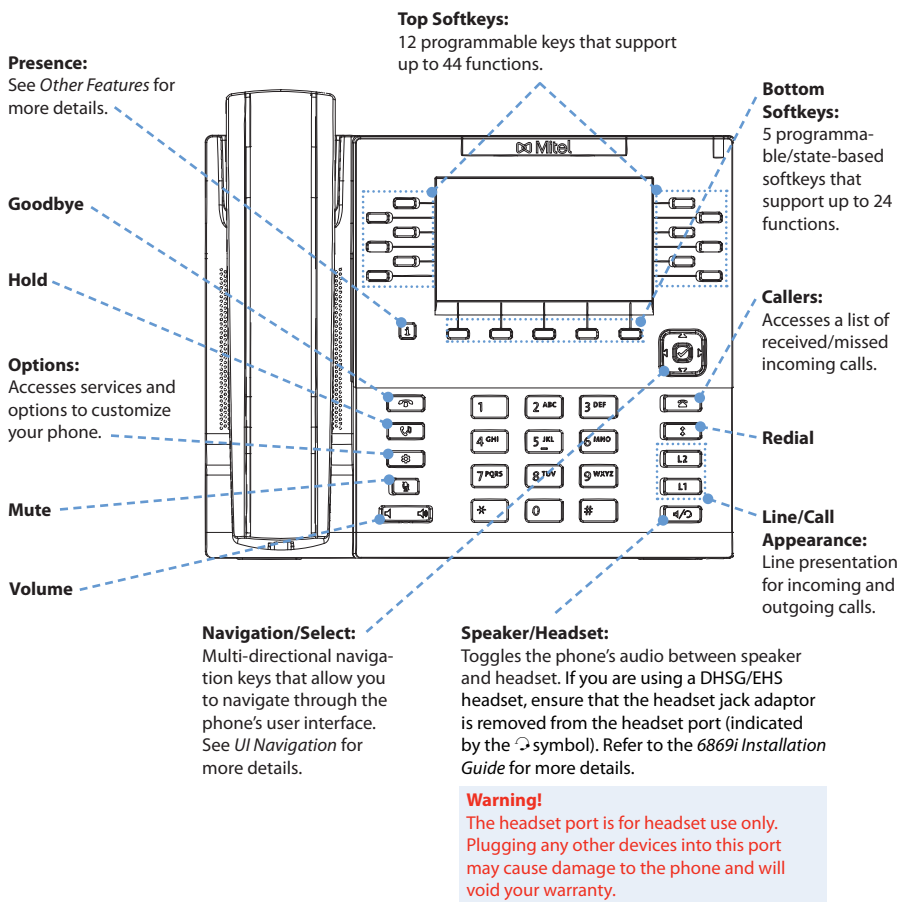 Top Softkeys:
12 programmable keys that support
up to 44 functions.
Presence:
See Other Features for
more details.
Bottom
Softkeys:
5 programma-
ble/state-based
softkeys that
support up to 24
functions.
Mitel
Goodbye
Hold
Callers:
Accesses a list of
received/missed
incoming calls.
Options:
Accesses services and
options to customize
your phone.
1
2 ABC
3 DEF
4 GHI
5 JKL
6 MNO
7 PQRS
8 TUV
9 WXYZ
*
0
#
L2
L1
Redial
Mute
Line/Call
Appearance:
Line presentation
for incoming and
outgoing calls.
Volume
Navigation/Select:
Multi-directional naviga-
tion keys that allow you
to navigate through the
phone's user interface.
See UI Navigation for
more details.
Speaker/Headset:
Toggles the phone's audio between speaker
and headset. If you are using a DHSG/EHS
headset, ensure that the headset jack adaptor
is removed from the headset port (indicated
by the symbol). Refer to the 6869i Installation
Guide for more details.
Warning!
The headset port is for headset use only.
Plugging any other devices into this port
may cause damage to the phone and will
void your warranty.